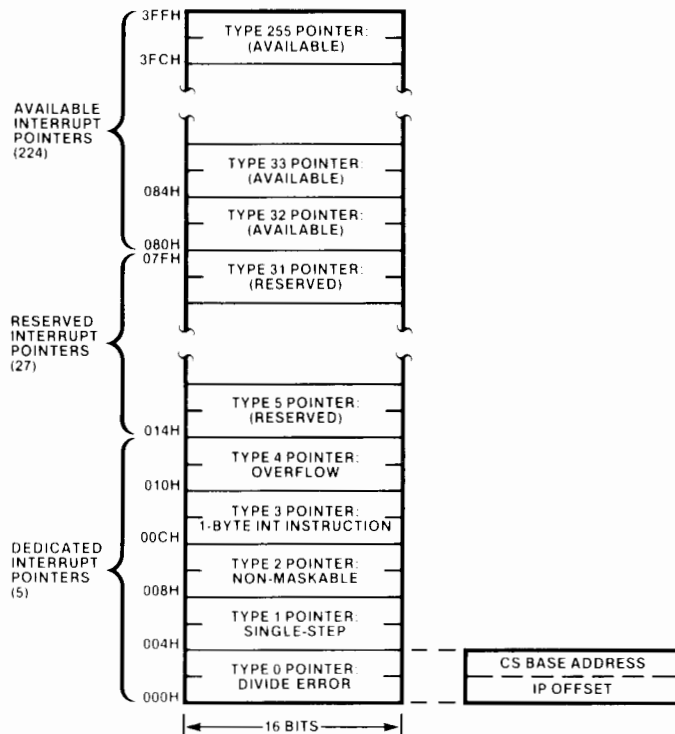 3FFH
TYPE 255 POINTER:
(AVAILABLE)
3FCH
AVAILABLE
INTERRUPT
POINTERS
(224)
TYPE 33 POINTER:
(AVAILABLE)
084H
TYPE 32 POINTER:
(AVAILABLE)
080H
07FH
TYPE 31 POINTER:
(RESERVED)
RESERVED
INTERRUPT
POINTERS
(27)
TYPE 5 POINTER:
(RESERVED)
014H
TYPE 4 POINTER:
OVERFLOW
010H
TYPE 3 POINTER:
1-BYTE INT INSTRUCTION
00CH
DEDICATED
INTERRUPT
POINTERS
(5)
TYPE 2 POINTER:
NON-MASKABLE
008H
TYPE 1 POINTER:
SINGLE-STEP
004H
TYPE 0 POINTER:
DIVIDE ERROR
000H
CS BASE ADDRESS
IP OFFSET
16 BITS